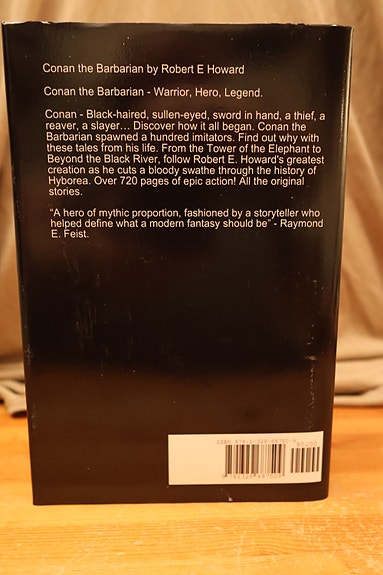 Conan the Barbarian by Robert E Howard
Conan the Barbarian - Warrior, Hero, Legend.
Conan - Black-haired, sullen-eyed, sword in hand, a thief, a
reaver, a slayer… Discover how it all began. Conan the
Barbarian spawned a hundred imitators. Find out why with
these tales from his life. From the Tower of the Elephant to
Beyond the Black River, follow Robert E. Howard's greatest
creation as he cuts a bloody swathe through the history of
Hyborea. Over 720 pages of epic action! All the original
stories.
“A hero of mythic proportion, fashioned by a storyteller who
helped define what a modern fantasy should be” - Raymond
E. Feist.
ISBN
90000